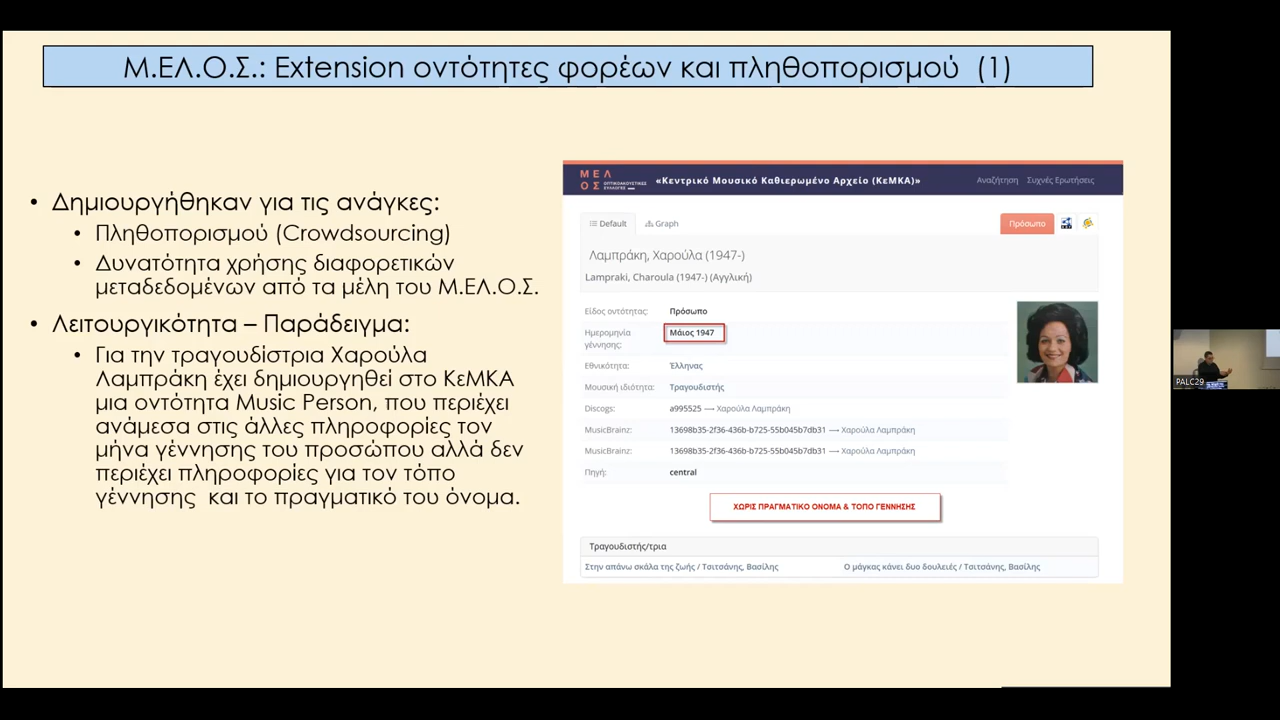 Μ.ΕΛ.Ο.Σ.: Extension οντότητες φορέων και πληθοπορισμού (1)
• Δημιουργήθηκαν για τις ανάγκες:
• Πληθοπορισμού (Crowdsourcing)
• Δυνατότητα χρήσης διαφορετικών
μεταδεδομένων από τα μέλη του Μ.ΕΛ.Ο.Σ.
• Λειτουργικότητα – Παράδειγμα:
• Για την τραγουδίστρια Χαρούλα
Λαμπράκη έχει δημιουργηθεί στο ΚεΜΚΑ
μια οντότητα Music Person, που περιέχει
ανάμεσα στις άλλες πληροφορίες τον
μήνα γέννησης του προσώπου αλλά δεν
περιέχει πληροφορίες για τον τόπο
γέννησης και το πραγματικό του όνομα.
ΜΕΛ
ΟΣ ΟΠΤΙΚΟΑΚΟΥΣΤΙΚΕΣ
ΣΥΛΛΟΓΕΣ
«Κεντρικό Μουσικό Καθιερωμένο Αρχείο (ΚεΜΚΑ)»
Αναζήτηση Συχνές Ερωτήσεις
Default Graph
Πρόσωπο
Λαμπράκη, Χαρούλα (1947-)
Lampraki, Charoula (1947-) (Αγγλική)
Είδος οντότητας: Πρόσωπο
Ημερομηνία γέννησης: Μάιος 1947
Εθνικότητα: Έλληνας
Μουσική ιδιότητα: Τραγουδιστής
Discogs: a995525 ⟶ Χαρούλα Λαμπράκη
MusicBrainz: 13698b35-2f36-436b-b725-55b045b7db31 ⟶ Χαρούλα Λαμπράκη
MusicBrainz: 13698b35-2f36-436b-b725-55b045b7db31 ⟶ Χαρούλα Λαμπράκη
Πηγή: central
ΧΩΡΙΣ ΠΡΑΓΜΑΤΙΚΟ ΟΝΟΜΑ & ΤΟΠΟ ΓΕΝΝΗΣΗΣ
Τραγουδιστής/τρια
Στην απάνω σκάλα της ζωής / Τσιτσάνης, Βασίλης
Ο μάγκας κάνει δυο δουλειές / Τσιτσάνης, Βασίλης
PALC29